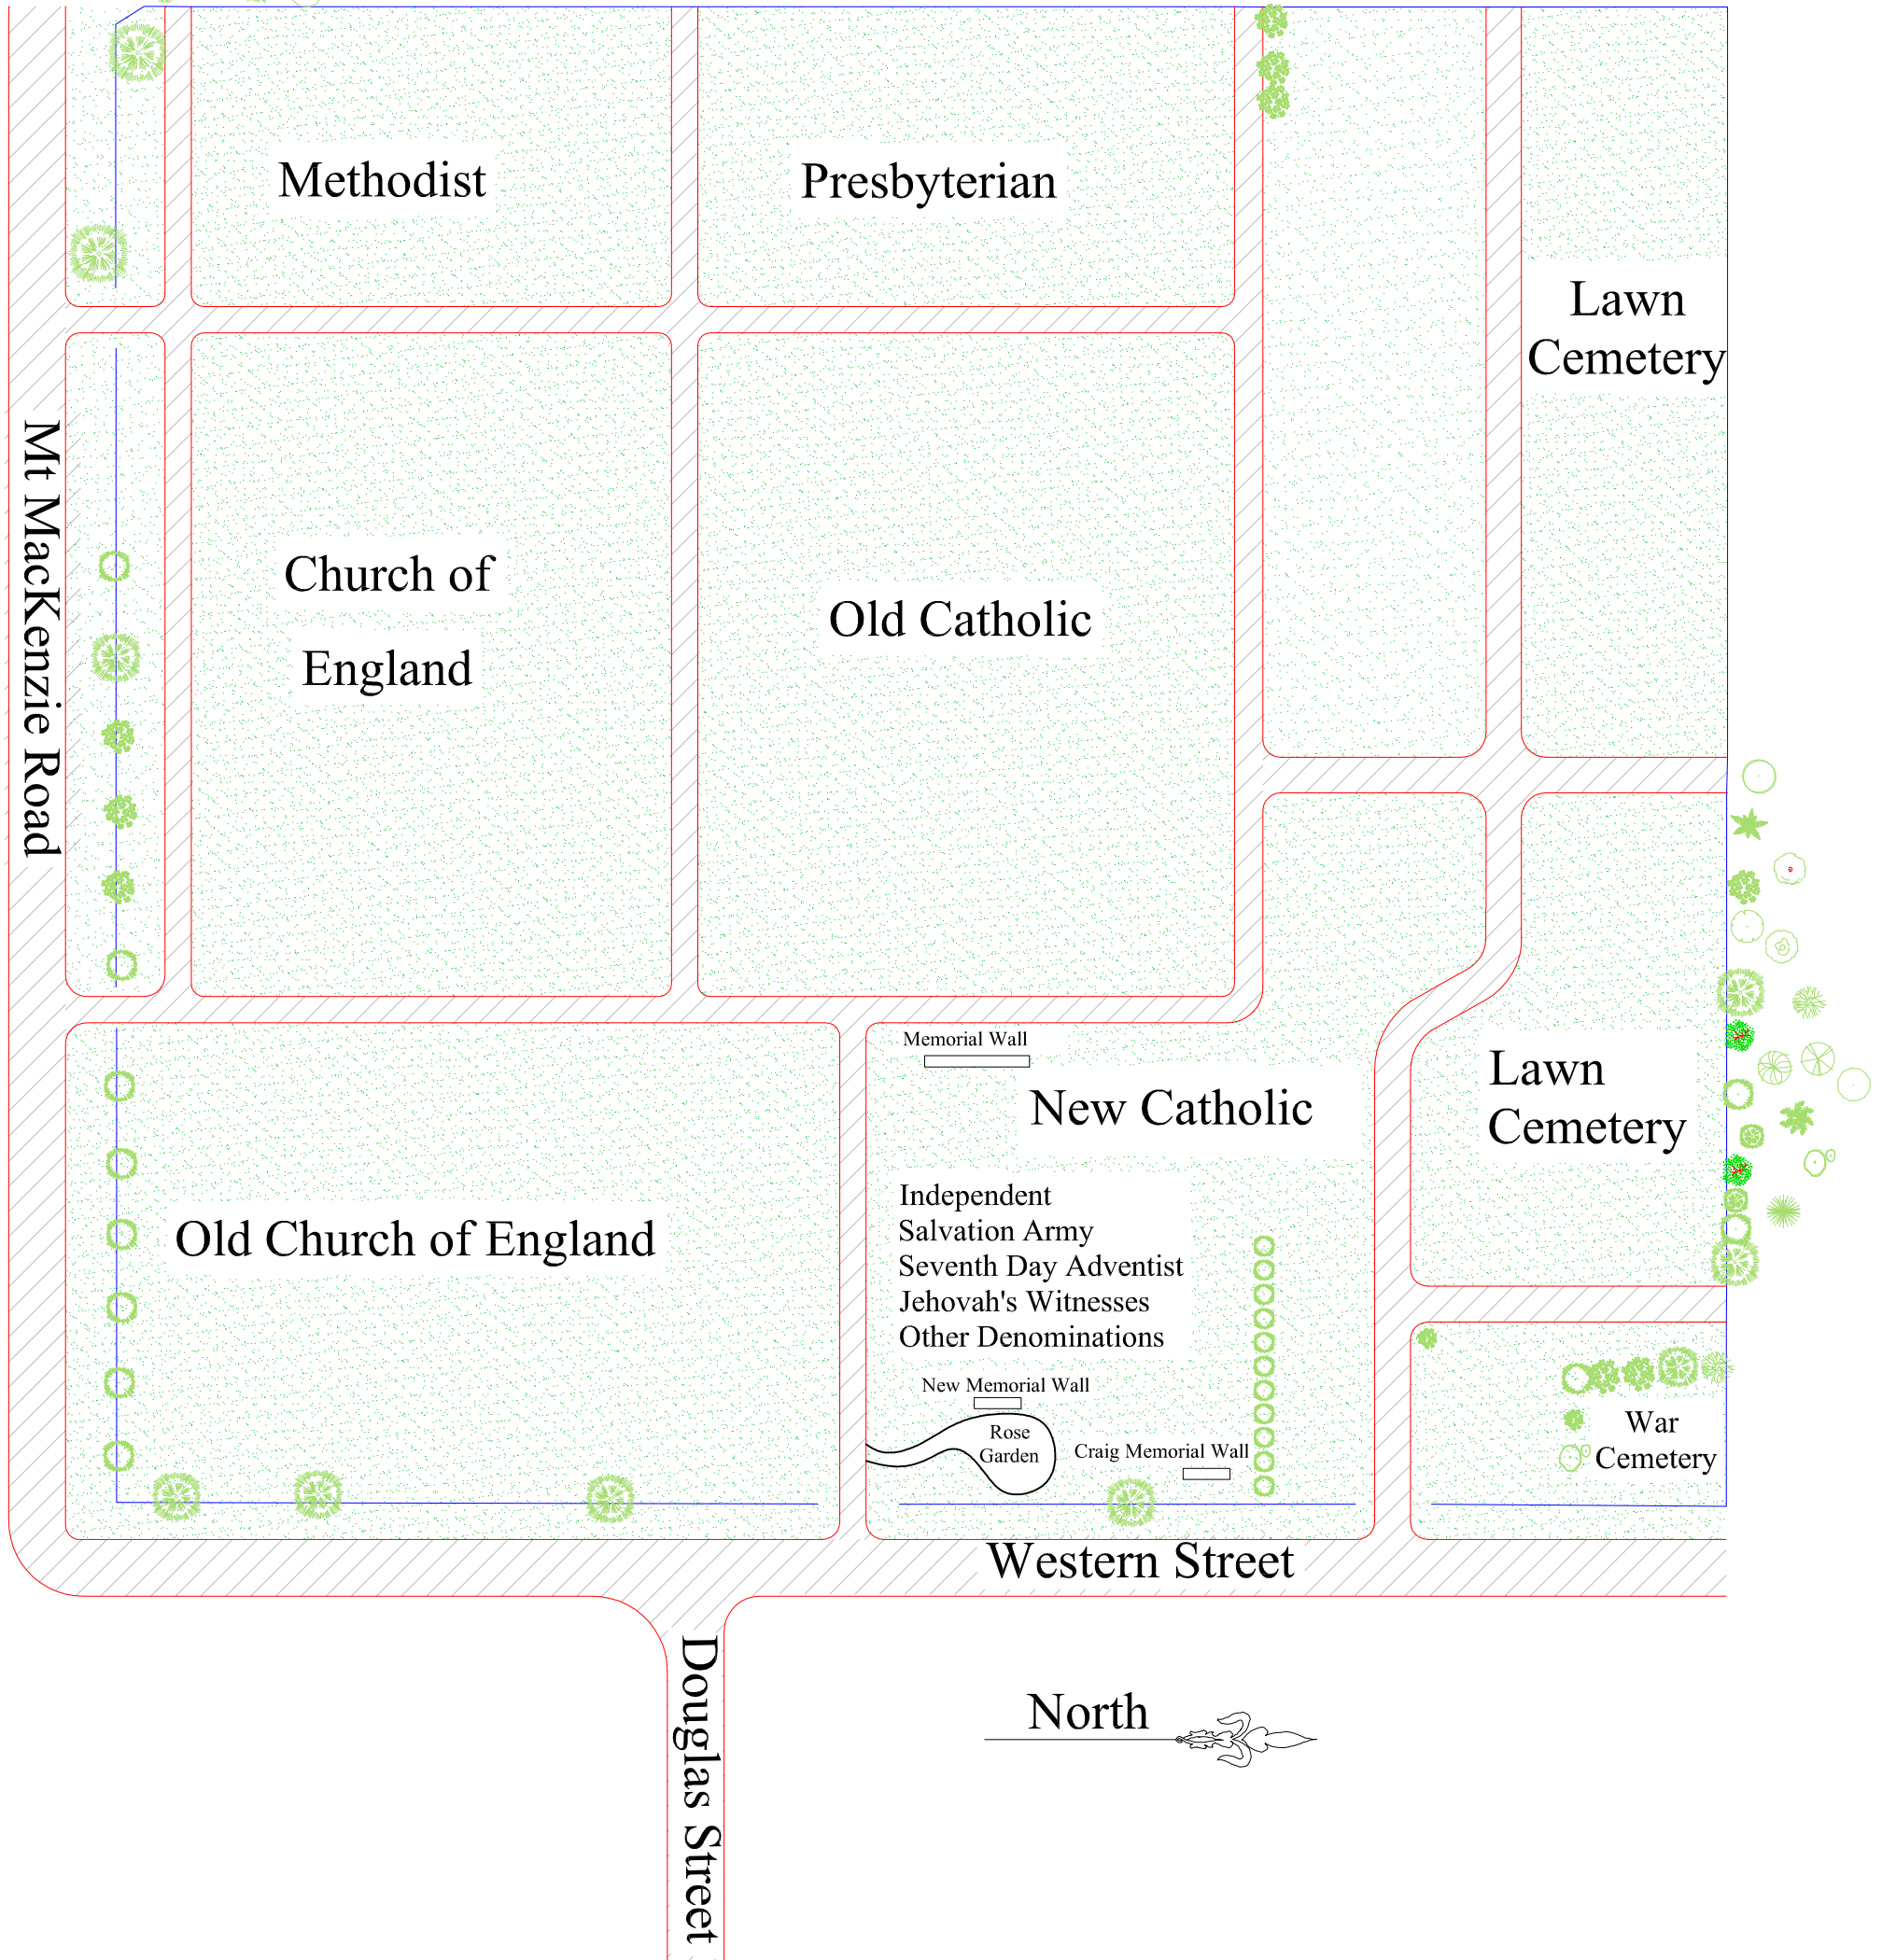 Methodist
Presbyterian
Lawn
Cemetery
Mt MacKenzie Road
Church of
England
Old Catholic
Memorial Wall
New Catholic
Lawn
Cemetery
Old Church of England
Independent
Salvation Army
Seventh Day Adventist
Jehovah's Witnesses
Other Denominations
New Memorial Wall
Rose
Garden
Craig Memorial Wall
War
Cemetery
Western Street
Douglas Street
North